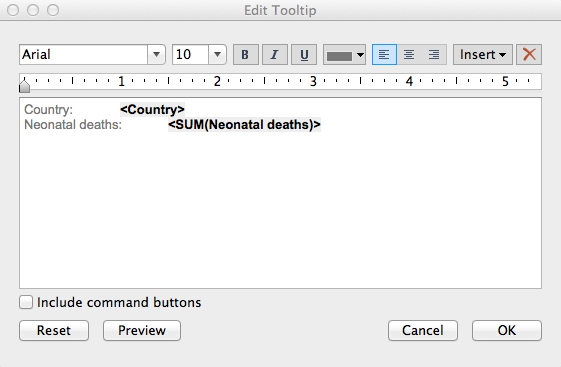 Edit Tooltip
Arial 10 B I U Insert
1 2 3 4 5
Country: <Country>
Neonatal deaths: <SUM(Neonatal deaths)>
Include command buttons
Reset Preview Cancel OK